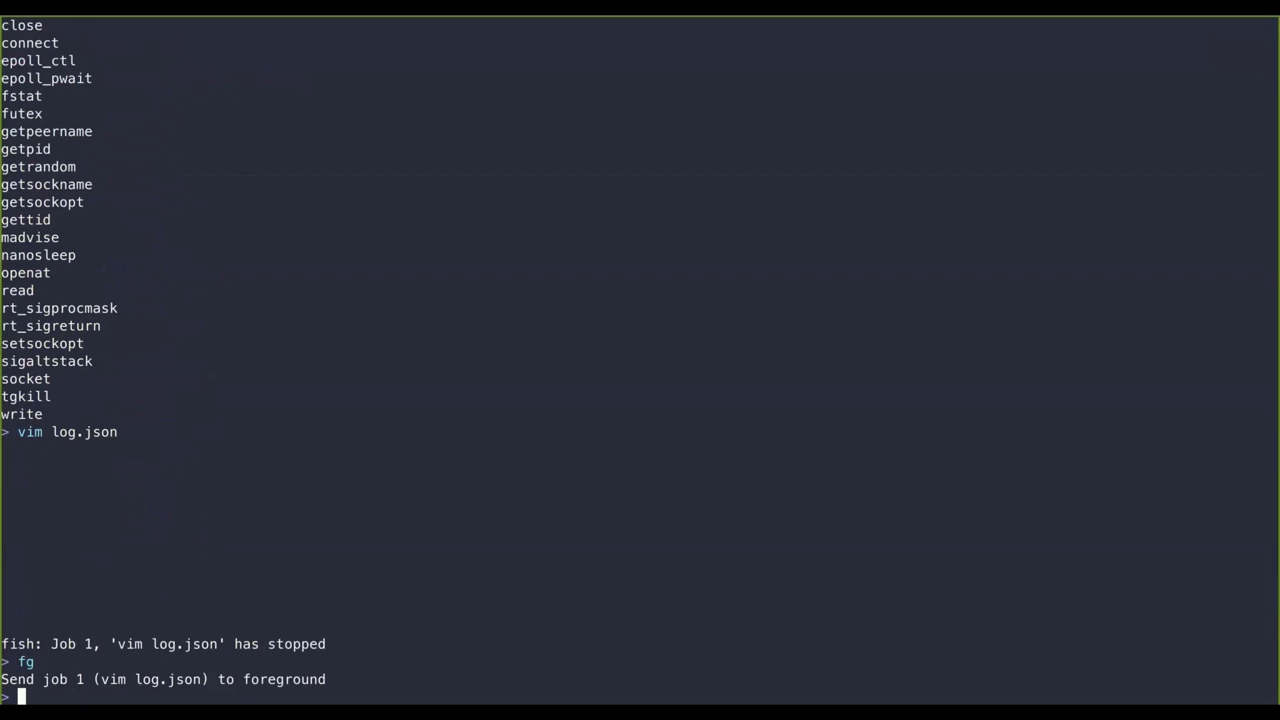 close
connect
epoll_ctl
epoll_pwait
fstat
futex
getpeername
getpid
getrandom
getsockname
getsockopt
gettid
madvise
nanosleep
openat
read
rt_sigprocmask
rt_sigreturn
setsockopt
sigaltstack
socket
tgkill
write
> vim log.json
fish: Job 1, 'vim log.json' has stopped
> fg
Send job 1 (vim log.json) to foreground
>